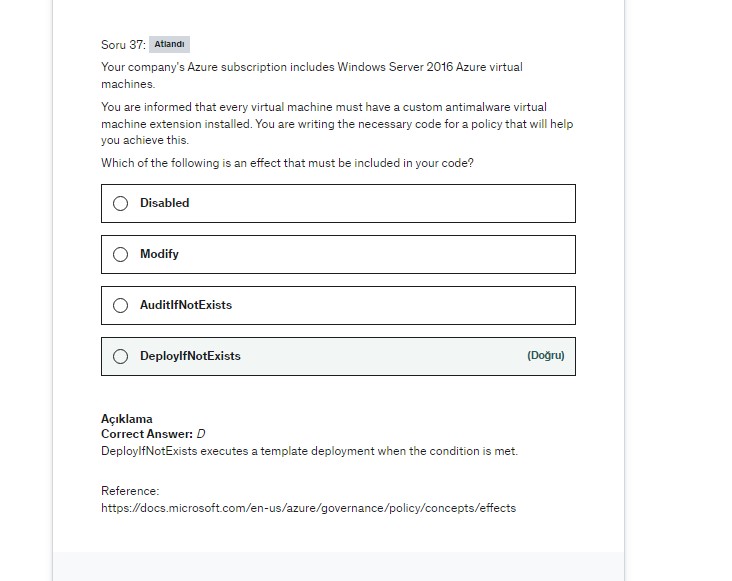 Soru 37: Atlandı
Your company's Azure subscription includes Windows Server 2016 Azure virtual
machines.
You are informed that every virtual machine must have a custom antimalware virtual
machine extension installed. You are writing the necessary code for a policy that will help
you achieve this.
Which of the following is an effect that must be included in your code?
Disabled
Modify
AuditIfNotExists
DeployIfNotExists (Doğru)
Açıklama
Correct Answer: D
DeployIfNotExists executes a template deployment when the condition is met.
Reference:
https://docs.microsoft.com/en-us/azure/governance/policy/concepts/effects